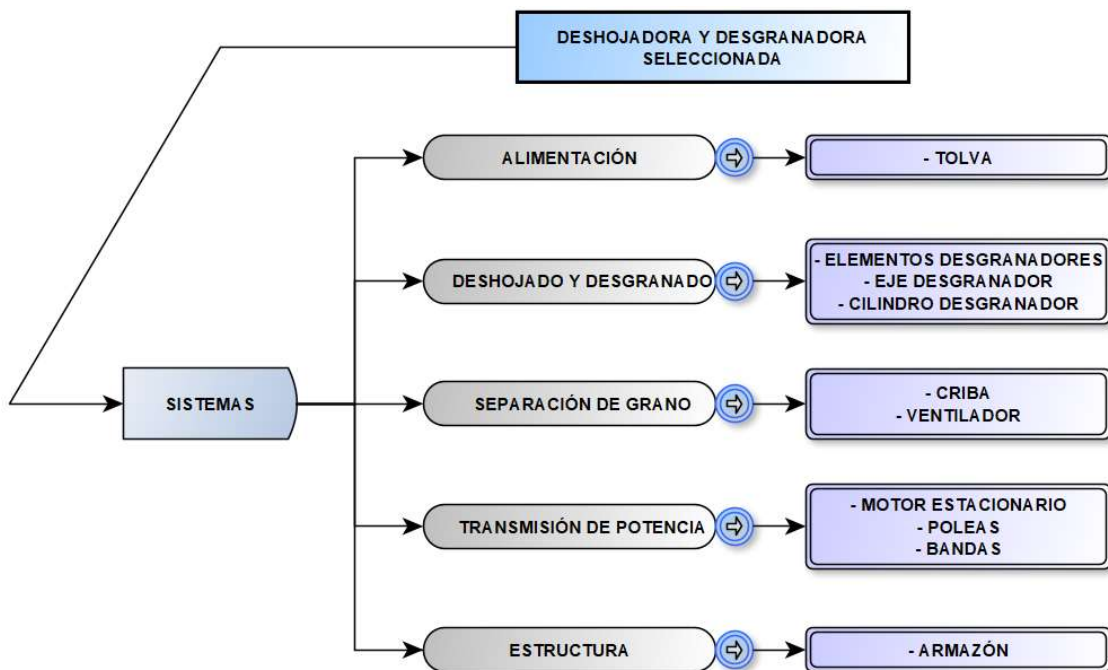 DESHOJADORA Y DESGRANADORA
SELECCIONADA
ALIMENTACIÓN
- TOLVA
DESHOJADO Y DESGRANADO
- ELEMENTOS DESGRANADORES
- EJE DESGRANADOR
- CILINDRO DESGRANADOR
SISTEMAS
SEPARACIÓN DE GRANO
- CRIBA
- VENTILADOR
TRANSMISIÓN DE POTENCIA
- MOTOR ESTACIONARIO
- POLEAS
- BANDAS
ESTRUCTURA
- ARMAZÓN